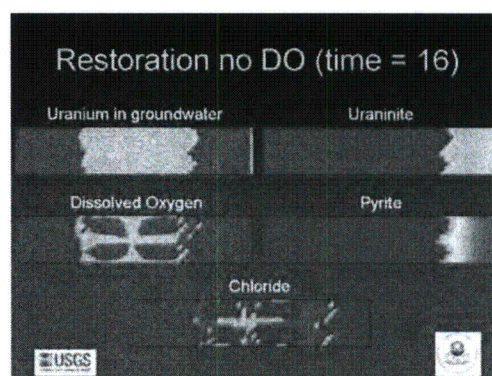 Restoration no DO (time = 16)
Uranium in groundwater
Uraninite
Dissolved Oxygen
Pyrite
Chloride
USGS